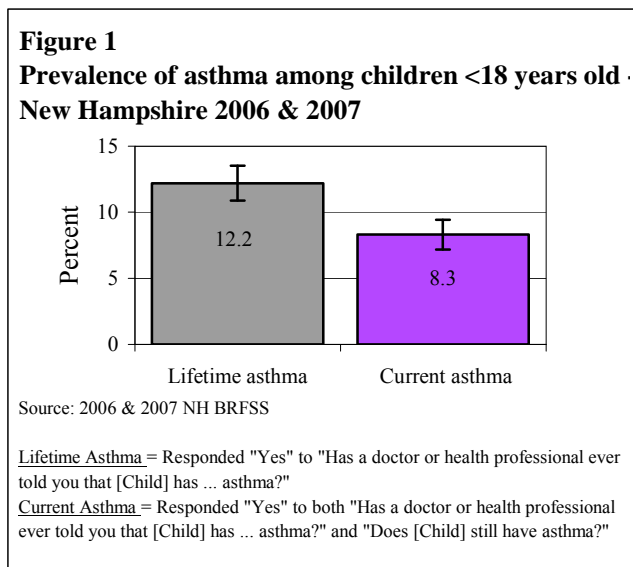 Figure 1
Prevalence of asthma among children <18 years old -
New Hampshire 2006 & 2007
15
10
5
0
Percent
12.2
8.3
Lifetime asthma
Current asthma
Source: 2006 & 2007 NH BRFSS
Lifetime Asthma = Responded "Yes" to "Has a doctor or health professional ever
told you that [Child] has ... asthma?"
Current Asthma = Responded "Yes" to both "Has a doctor or health professional
ever told you that [Child] has ... asthma?" and "Does [Child] still have asthma?"